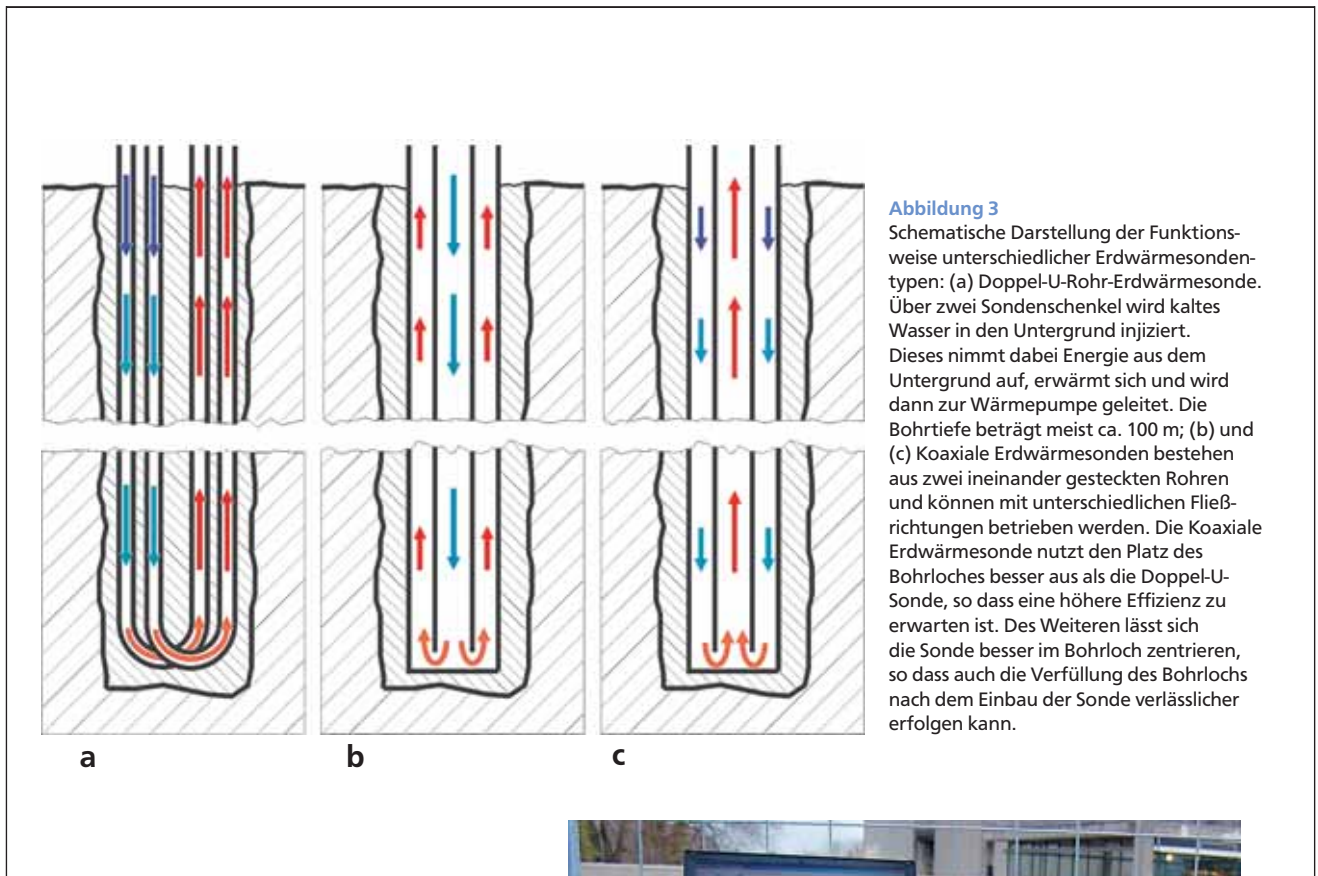 Abbildung 3
Schematische Darstellung der Funktions-
weise unterschiedlicher Erdwärmesonden-
typen: (a) Doppel-U-Rohr-Erdwärmesonde.
Über zwei Sondenschenkel wird kaltes
Wasser in den Untergrund injiziert.
Dieses nimmt dabei Energie aus dem
Untergrund auf, erwärmt sich und wird
dann zur Wärmepumpe geleitet. Die
Bohrtiefe beträgt meist ca. 100 m; (b) und
(c) Koaxiale Erdwärmesonden bestehen
aus zwei ineinander gesteckten Rohren
und können mit unterschiedlichen Fließ-
richtungen betrieben werden. Die Koaxiale
Erdwärmesonde nutzt den Platz des
Bohrloches besser aus als die Doppel-U-
Sonde, so dass eine höhere Effizienz zu
erwarten ist. Des Weiteren lässt sich
die Sonde besser im Bohrloch zentrieren,
so dass auch die Verfüllung des Bohrlochs
nach dem Einbau der Sonde verlässlicher
erfolgen kann.
a b c